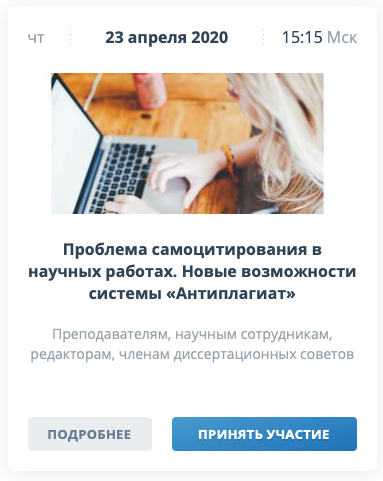 чт 23 апреля 2020 15:15 Мск
Проблема самоцитирования в
научных работах. Новые возможности
системы «Антиплагиат»
Преподавателям, научным сотрудникам,
редакторам, членам диссертационных советов
ПОДРОБНЕЕ ПРИНЯТЬ УЧАСТИЕ